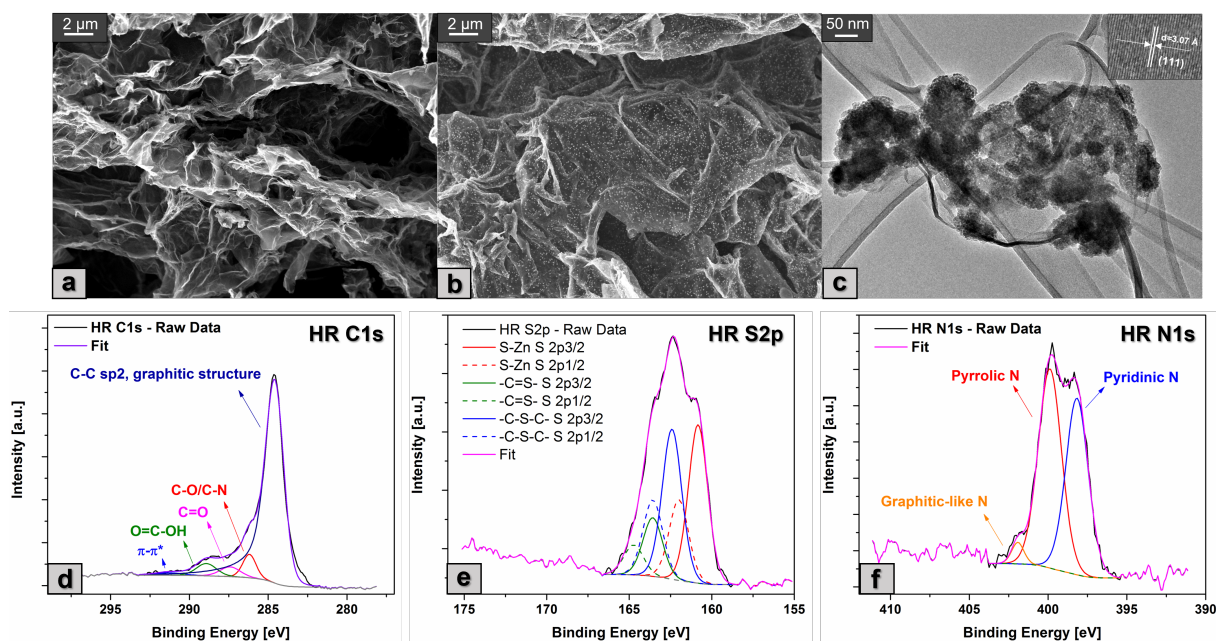 2 μm
a
2 μm
b
50 nm
d=3.07 Å
(111)
c
HR C1s - Raw Data
Fit
HR C1s
C-C sp2, graphitic structure
C-O/C-N
C=O
O=C-OH
π-π*
d
Intensity [a.u.]
295 290 285 280
Binding Energy [eV]
HR S2p
HR S2p - Raw Data
S-Zn S 2p3/2
S-Zn S 2p1/2
-C=S- S 2p3/2
-C=S- S 2p1/2
-C-S-C- S 2p3/2
-C-S-C- S 2p1/2
Fit
e
Intensity [a.u.]
175 170 165 160 155
Binding Energy [eV]
HR N1s - Raw Data
Fit
HR N1s
Pyrrolic N
Pyridinic N
Graphitic-like N
f
Intensity [a.u.]
410 405 400 395 390
Binding Energy [eV]